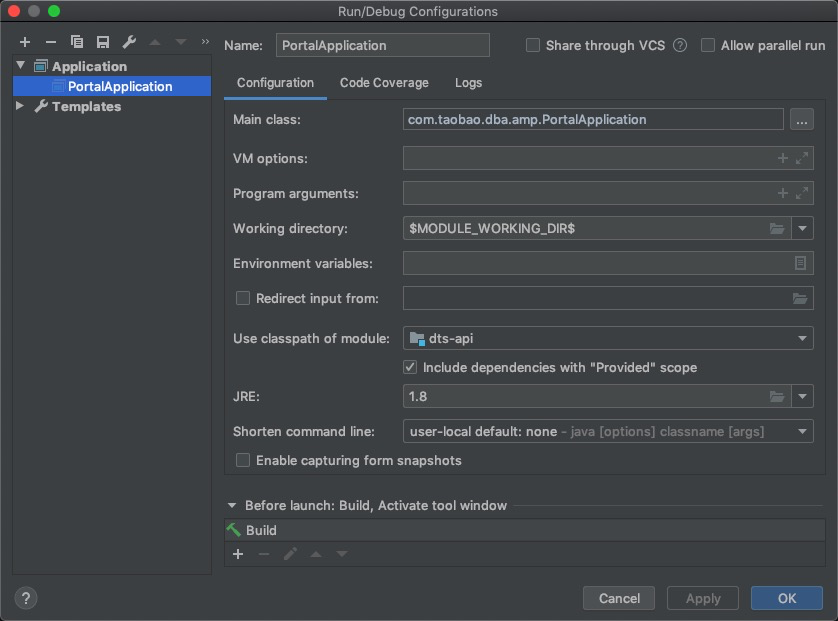 Run/Debug Configurations
Name: PortalApplication Share through VCS ? Allow parallel run
Application
PortalApplication
Templates
Configuration Code Coverage Logs
Main class: com.taobao.dba.amp.PortalApplication ...
VM options:
Program arguments:
Working directory: $MODULE_WORKING_DIR$
Environment variables:
Redirect input from:
Use classpath of module: dts-api
Include dependencies with "Provided" scope
JRE: 1.8
Shorten command line: user-local default: none - java [options] classname [args]
Enable capturing form snapshots
Before launch: Build, Activate tool window
Build
? Cancel Apply OK